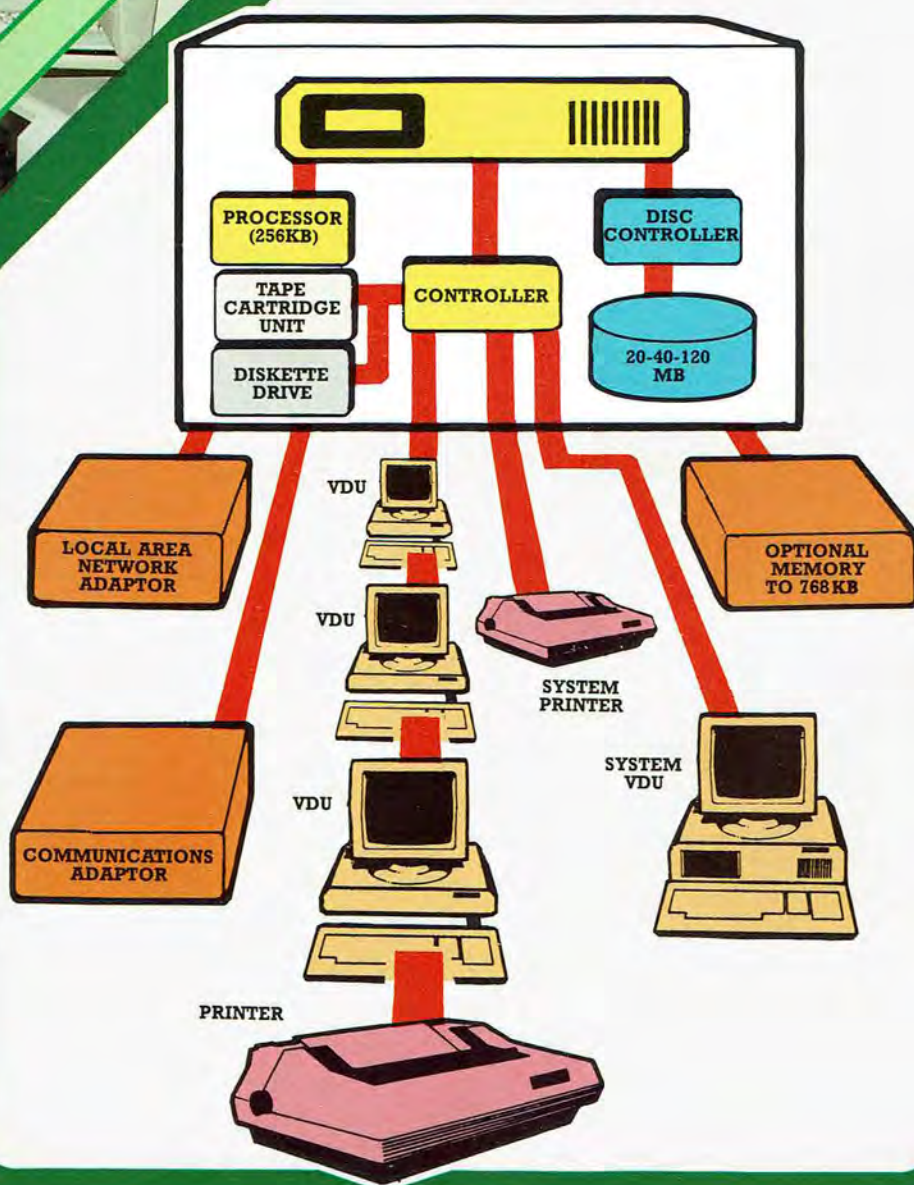 PROCESSOR
(256KB)
TAPE
CARTRIDGE
UNIT
DISKETTE
DRIVE
CONTROLLER
DISC
CONTROLLER
20-40-120
MB
LOCAL AREA
NETWORK
ADAPTOR
VDU
OPTIONAL
MEMORY
TO 768KB
VDU
SYSTEM
PRINTER
SYSTEM
VDU
VDU
COMMUNICATIONS
ADAPTOR
PRINTER